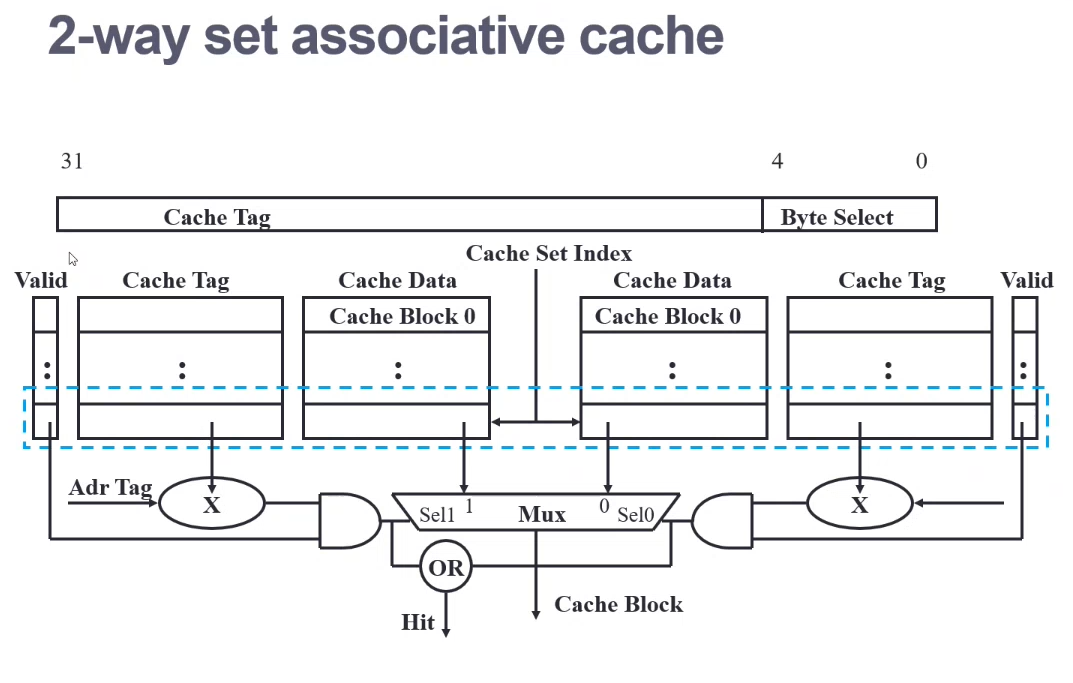 2-way set associative cache
31 4 0
Cache Tag Byte Select
Cache Set Index
Valid Cache Tag Cache Data Cache Data Cache Tag Valid
Cache Block 0 Cache Block 0
: : : : : :
Adr Tag X Sel1 1 Mux 0 Sel0 X
OR
Cache Block
Hit